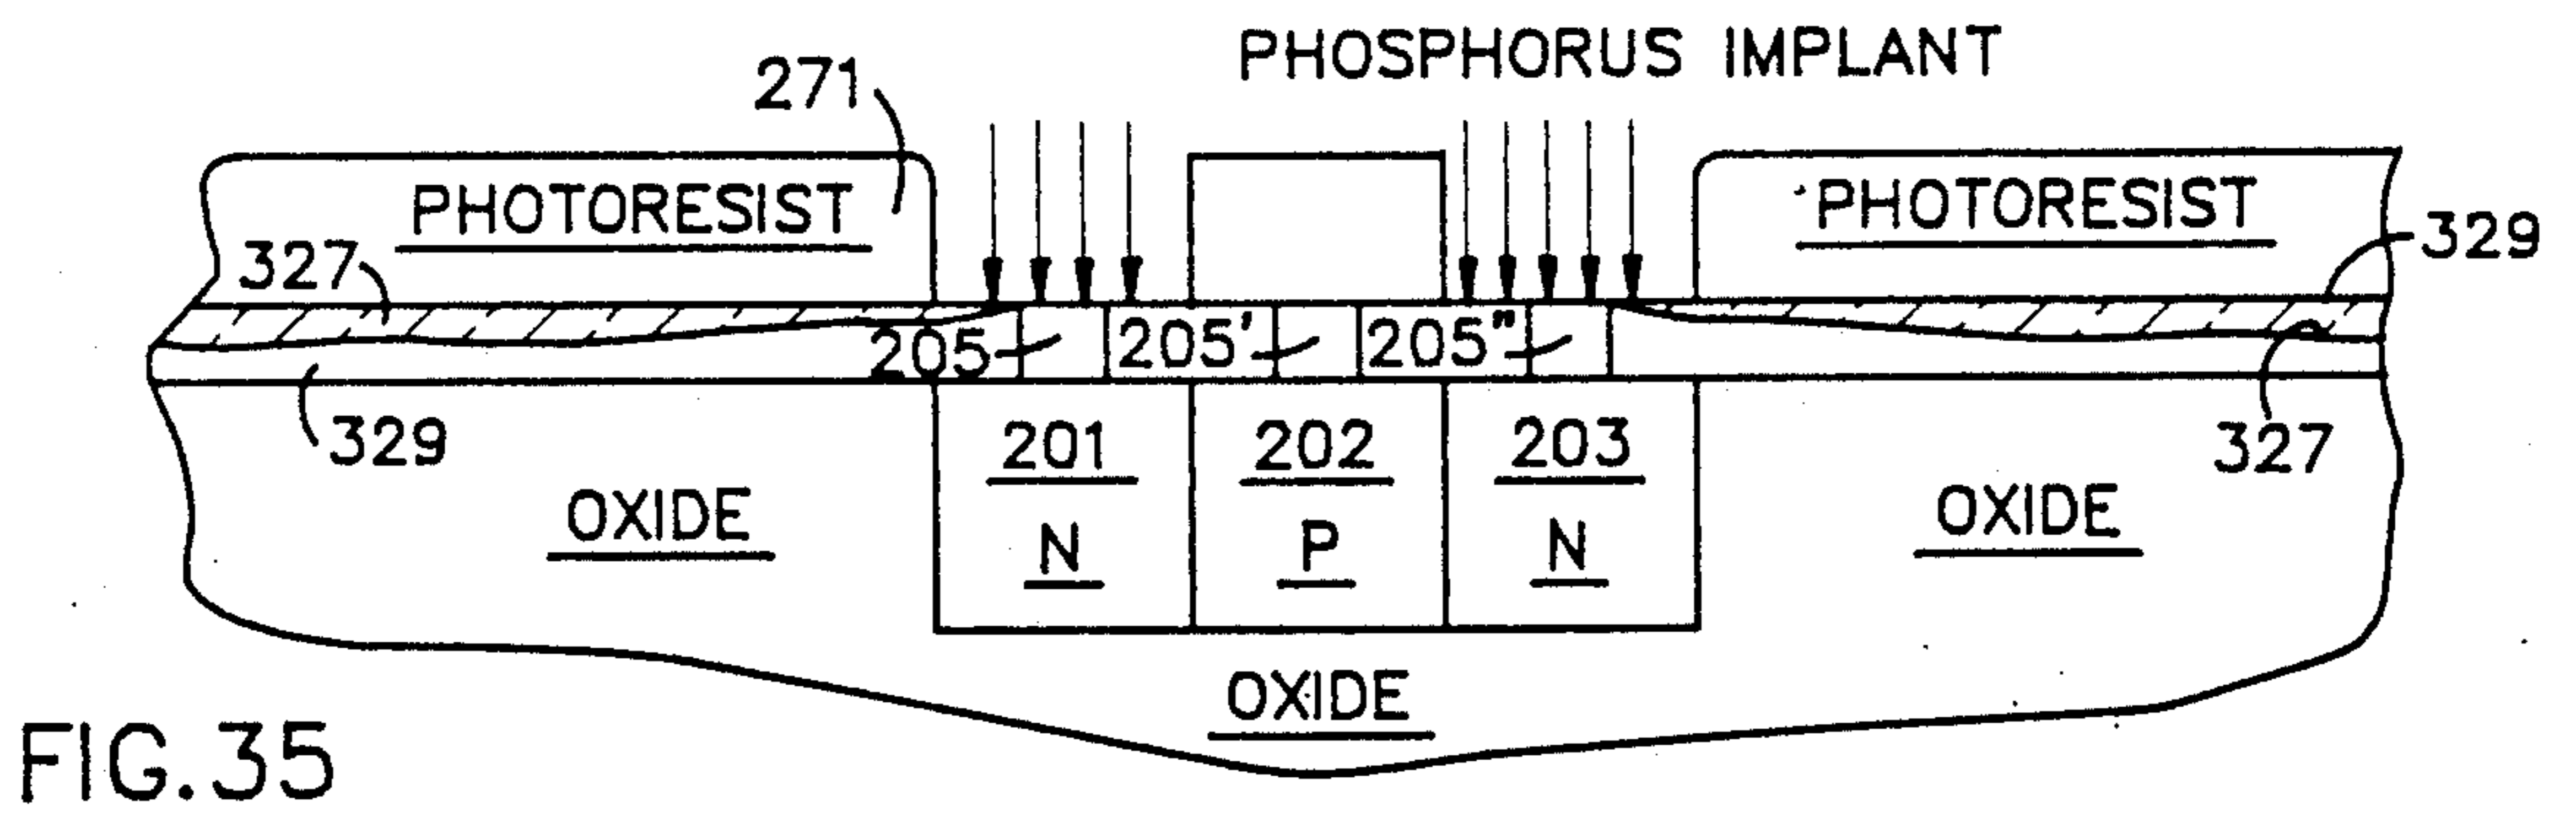 PHOSPHORUS IMPLANT
271
PHOTORESIST
PHOTORESIST
327
329
205
205'
205"
329
201
202
203
327
OXIDE
N
P
N
OXIDE
OXIDE
FIG.35